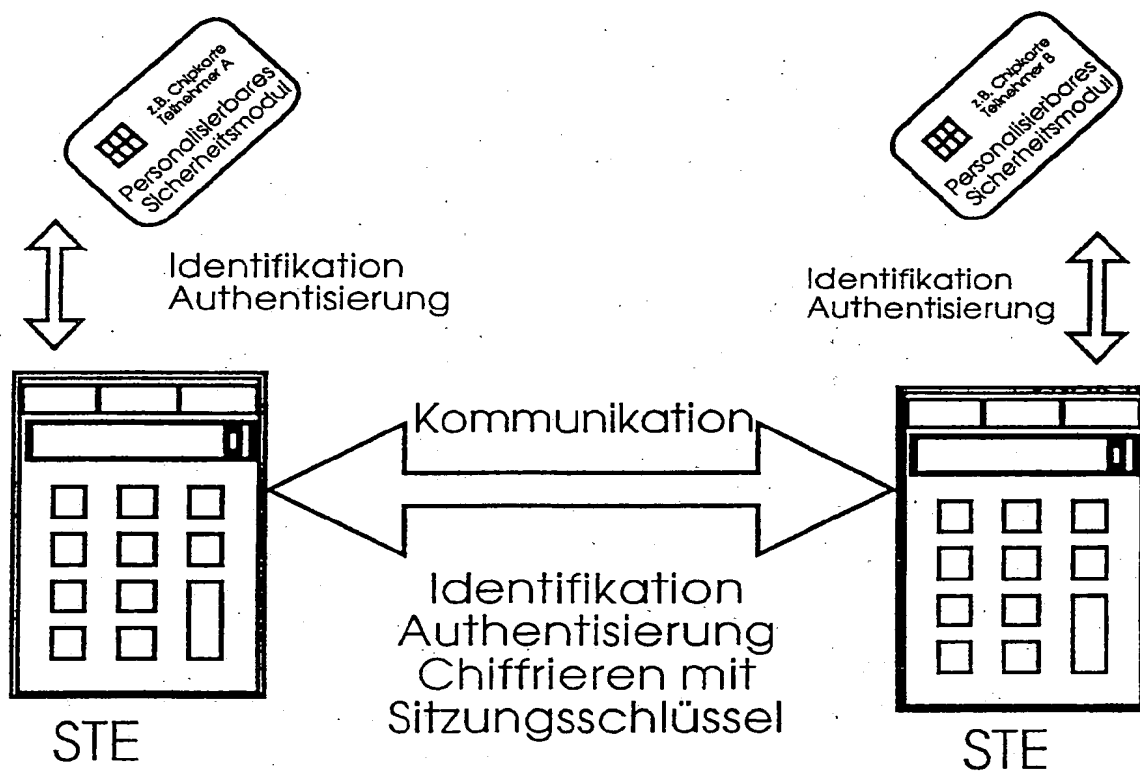 z.B. Chipkarte
Teilnehmer A
Personalisierbares
Sicherheitsmodul
z.B. Chipkarte
Teilnehmer B
Personalisierbares
Sicherheitsmodul
Identifikation
Authentisierung
Identifikation
Authentisierung
Kommunikation
Identifikation
Authentisierung
Chiffrieren mit
Sitzungsschlüssel
STE
STE